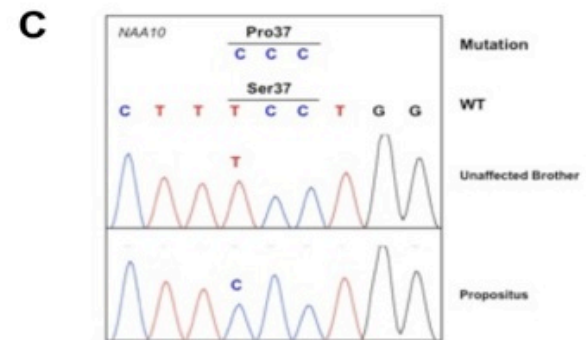 C
NAA10
Pro37
C C C
Mutation
Ser37
C T T T C C T G G
WT
T
Unaffected Brother
C
Propositus